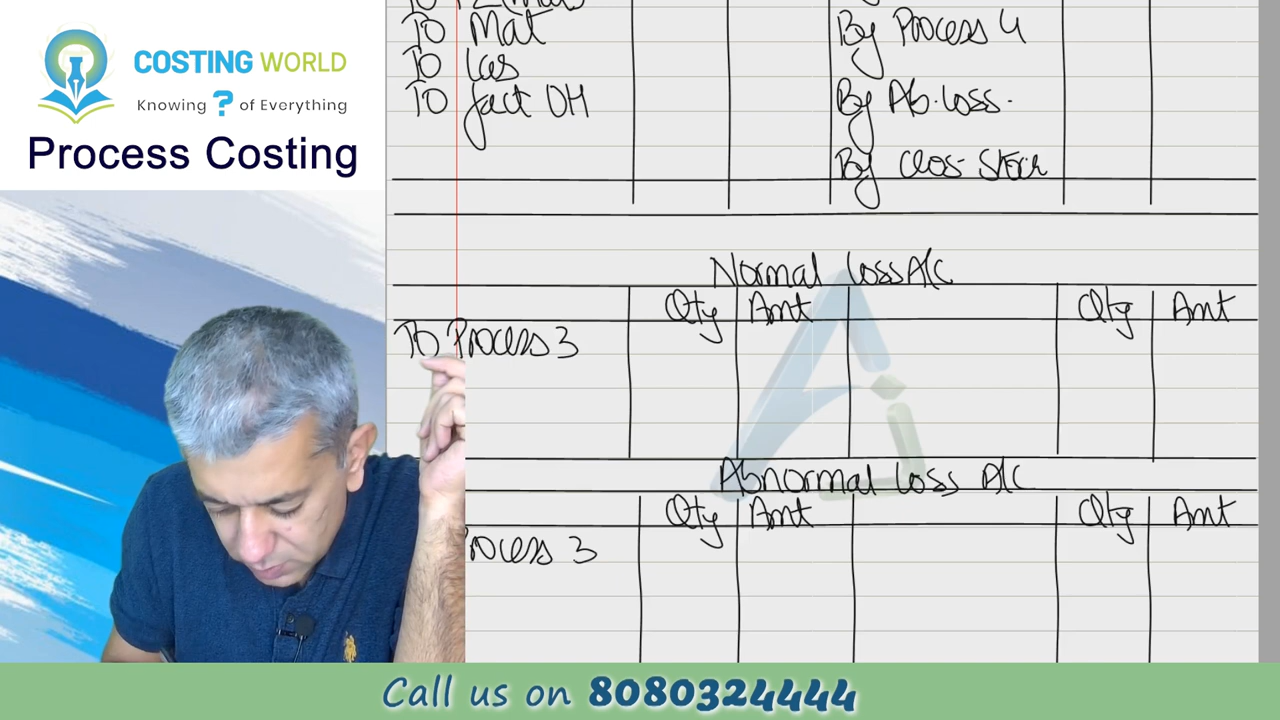 COSTING WORLD
Knowing ? of Everything
Process Costing
To Mat By Process 4
To Lab
To fact OH By Ab. Loss.
By Clos. Stock
Normal Loss A/c
Qty Amt Qty Amt
To Process 3
Abnormal Loss A/c
Qty Amt Qty Amt
Process 3
Call us on 8080324444